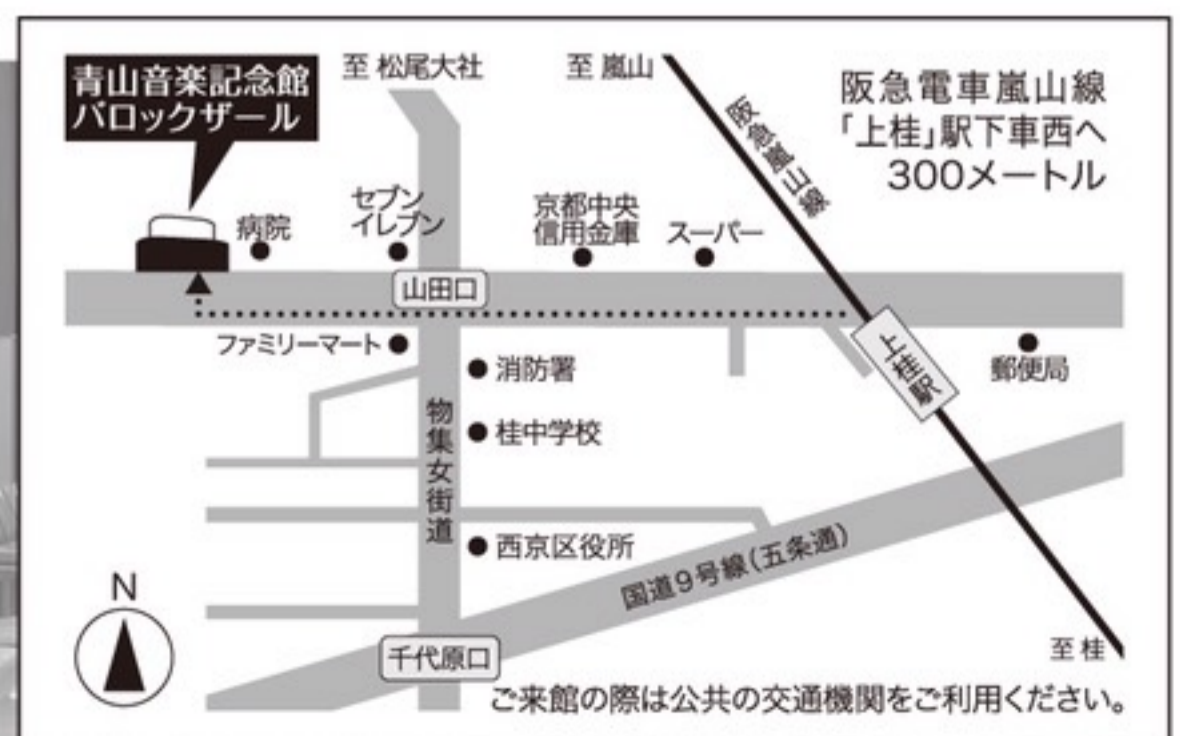 青山音楽記念館
バロックザール
至 松尾大社
至 嵐山
阪急嵐山線
阪急電車嵐山線
「上桂」駅下車西へ
300メートル
病院
セブン
イレブン
京都中央
信用金庫
スーパー
山田口
ファミリーマート
消防署
上桂駅
郵便局
桂中学校
物集女街道
西京区役所
国道9号線(五条通)
N
千代原口
至 桂
ご来館の際は公共の交通機関をご利用ください。